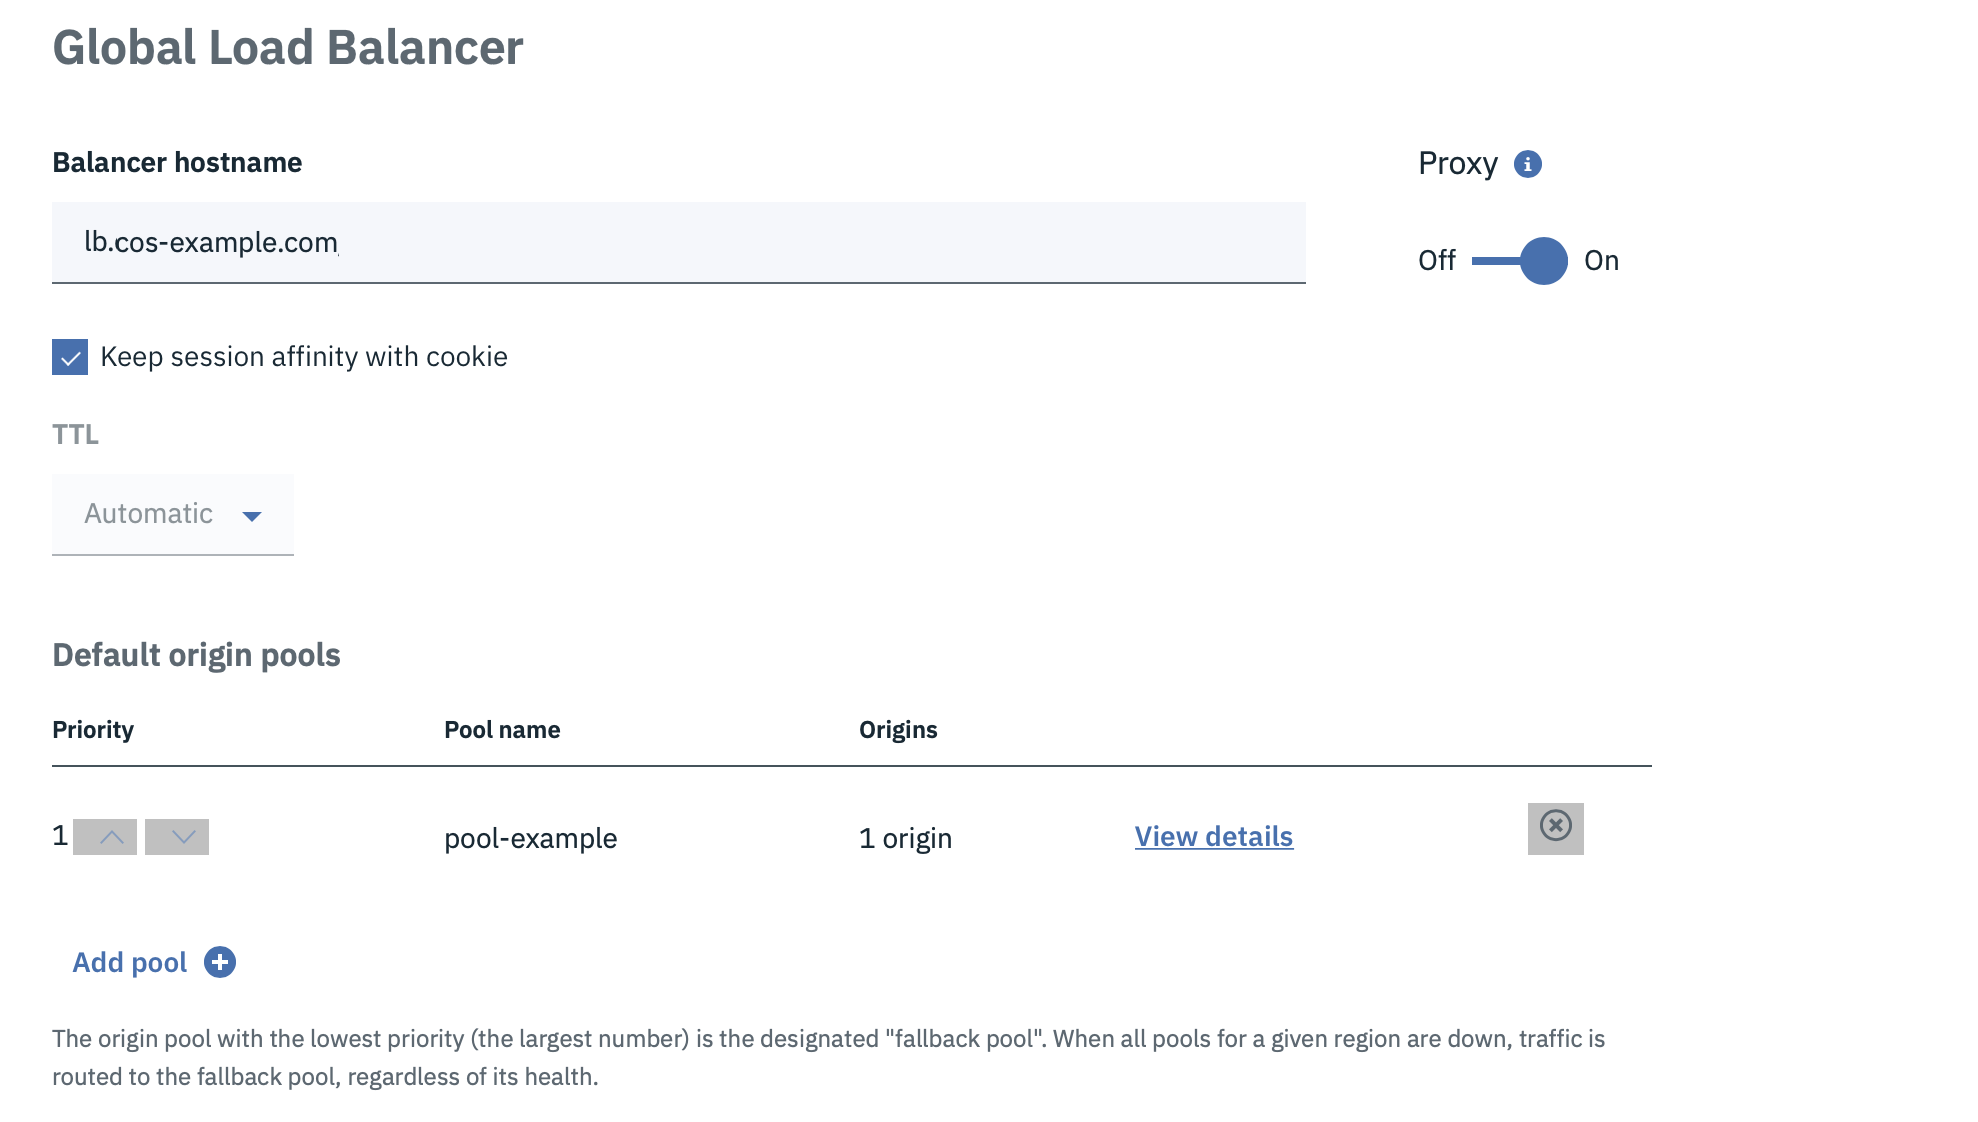 Global Load Balancer
Balancer hostname
Proxy
lb.cos-example.com
Off On
Keep session affinity with cookie
TTL
Automatic
Default origin pools
Priority Pool name Origins
1 pool-example 1 origin View details
Add pool
The origin pool with the lowest priority (the largest number) is the designated "fallback pool". When all pools for a given region are down, traffic is
routed to the fallback pool, regardless of its health.